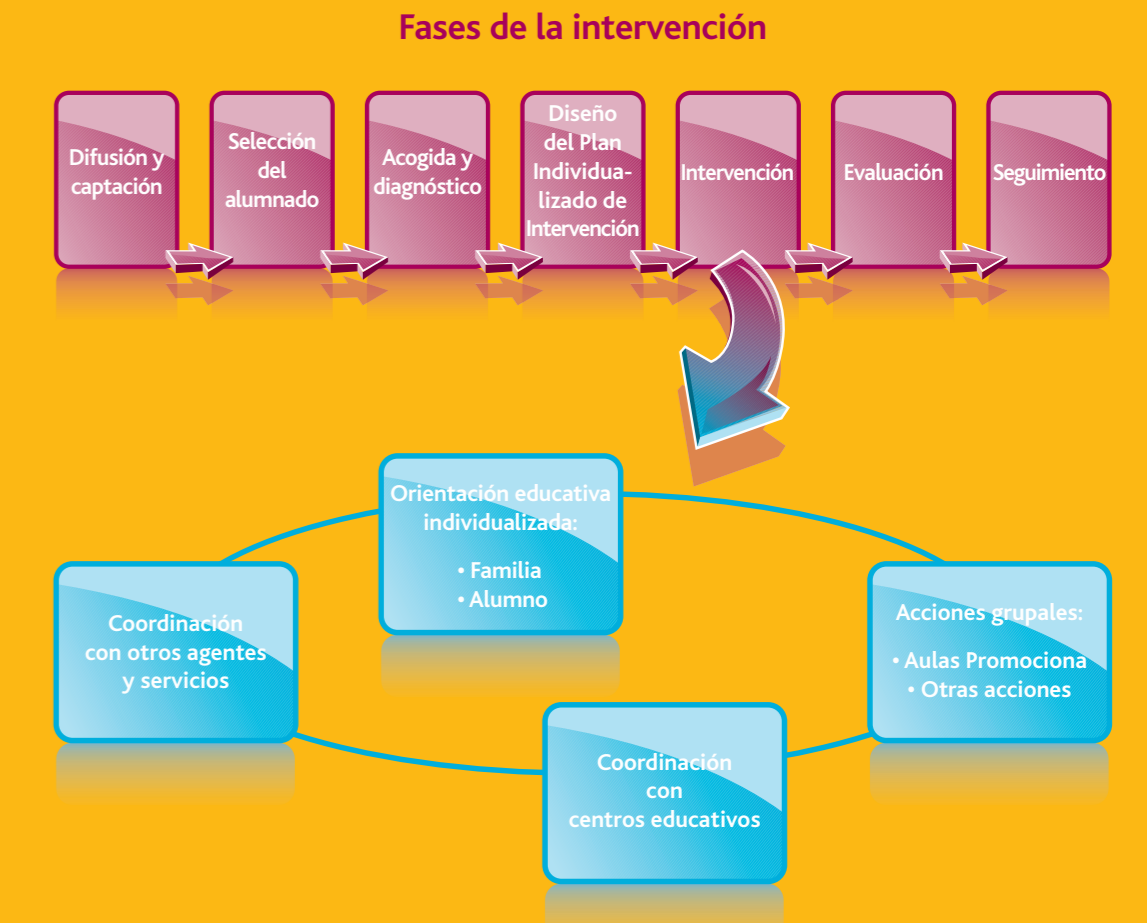 Fases de la intervención
Difusión y
captación
Selección
del
alumnado
Acogida y
diagnóstico
Diseño
del Plan
Individua-
lizado de
Intervención
Intervención
Evaluación
Seguimiento
Orientación educativa
individualizada:
• Familia
• Alumno
Coordinación
con otros agentes
y servicios
Acciones grupales:
• Aulas Promociona
• Otras acciones
Coordinación
con
centros educativos